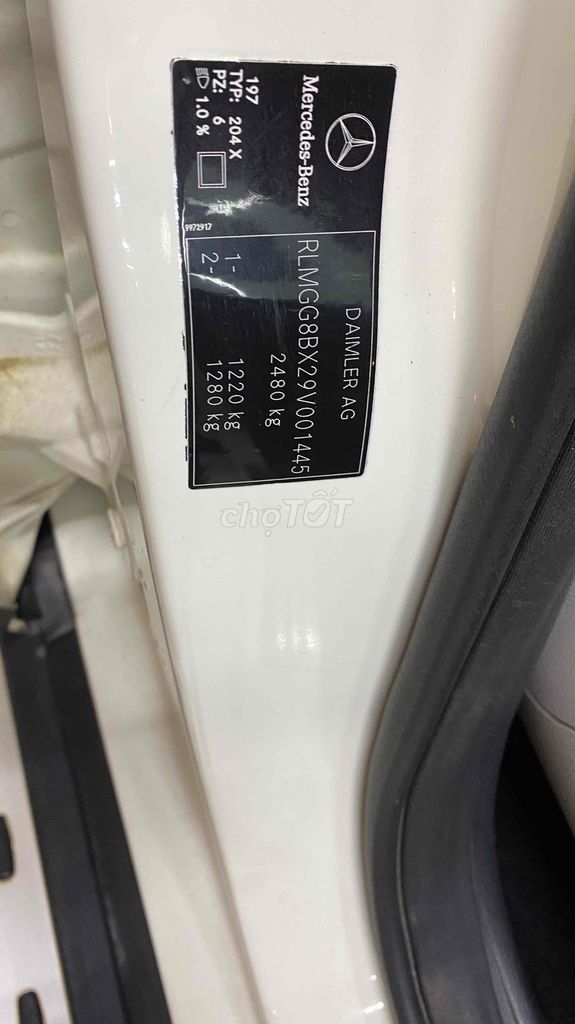 Mercedes-Benz
197
TYP: 204 X
PZ: 6
1.0 %
9972917
DAIMLER AG
RLMGG8BX29V001445
2480 kg
1- 1220 kg
2- 1280 kg
chợTỐT